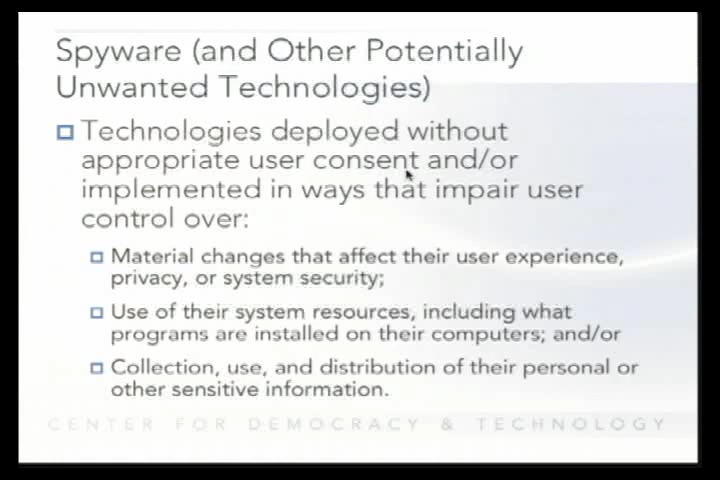 Spyware (and Other Potentially
Unwanted Technologies)
Technologies deployed without
appropriate user consent and/or
implemented in ways that impair user
control over:
Material changes that affect their user experience,
privacy, or system security;
Use of their system resources, including what
programs are installed on their computers; and/or
Collection, use, and distribution of their personal or
other sensitive information.
CENTER FOR DEMOCRACY & TECHNOLOGY